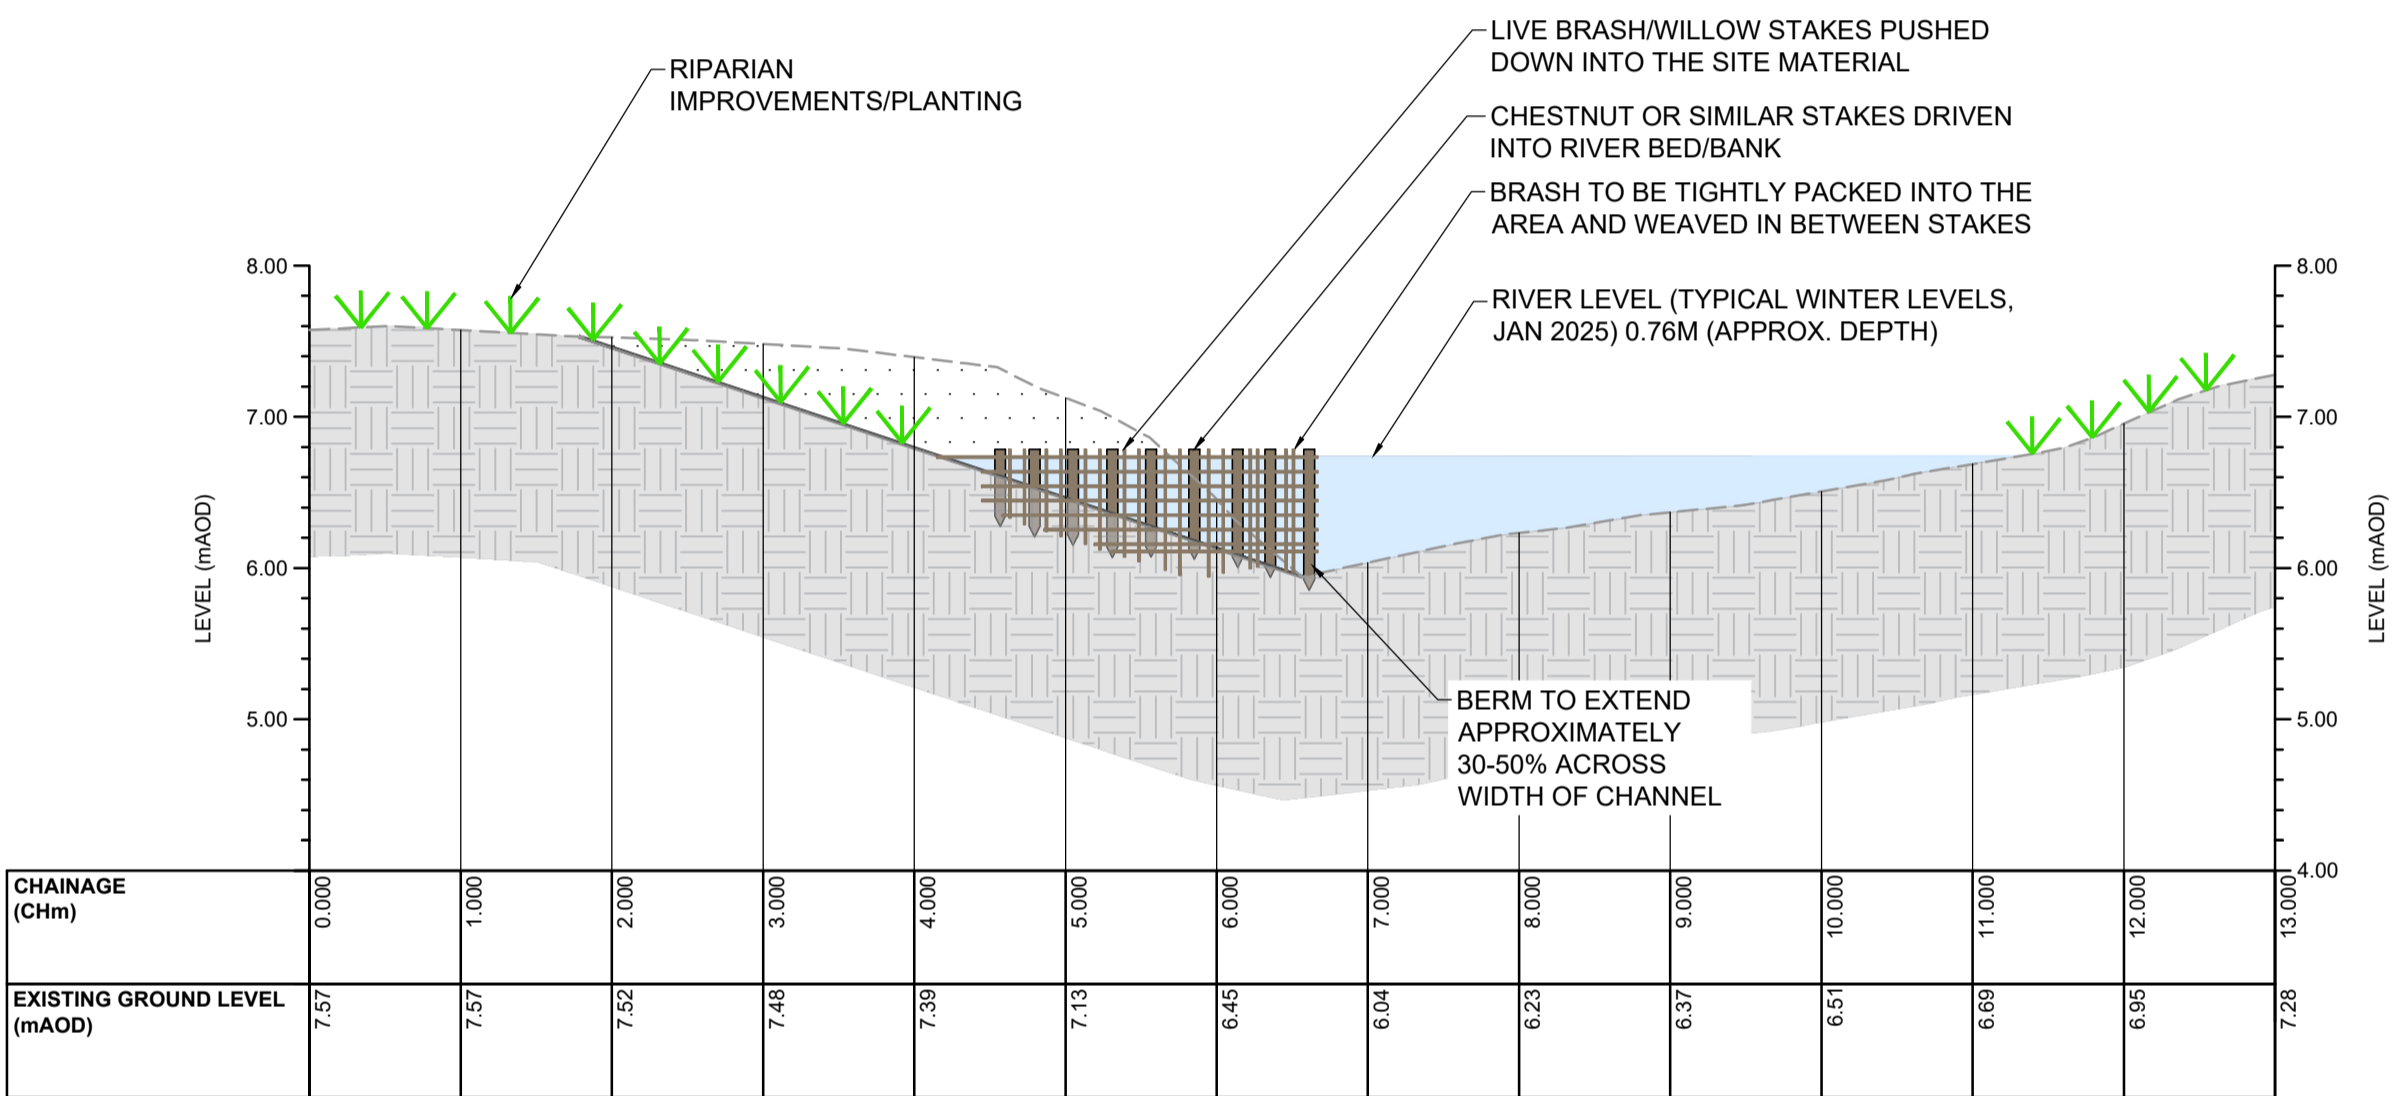 LIVE BRASH/WILLOW STAKES PUSHED
DOWN INTO THE SITE MATERIAL
RIPARIAN
IMPROVEMENTS/PLANTING
CHESTNUT OR SIMILAR STAKES DRIVEN
INTO RIVER BED/BANK
BRASH TO BE TIGHTLY PACKED INTO THE
AREA AND WEAVED IN BETWEEN STAKES
RIVER LEVEL (TYPICAL WINTER LEVELS,
JAN 2025) 0.76M (APPROX. DEPTH)
8.00
7.00
6.00
5.00
LEVEL (mAOD)
8.00
7.00
6.00
5.00
4.00
LEVEL (mAOD)
BERM TO EXTEND
APPROXIMATELY
30-50% ACROSS
WIDTH OF CHANNEL
CHAINAGE
(CHm)
0.000
1.000
2.000
3.000
4.000
5.000
6.000
7.000
8.000
9.000
10.000
11.000
12.000
13.000
EXISTING GROUND LEVEL
(mAOD)
7.57
7.57
7.52
7.48
7.39
7.13
6.45
6.04
6.223
6.37
6.51
6.69
6.95
7.28